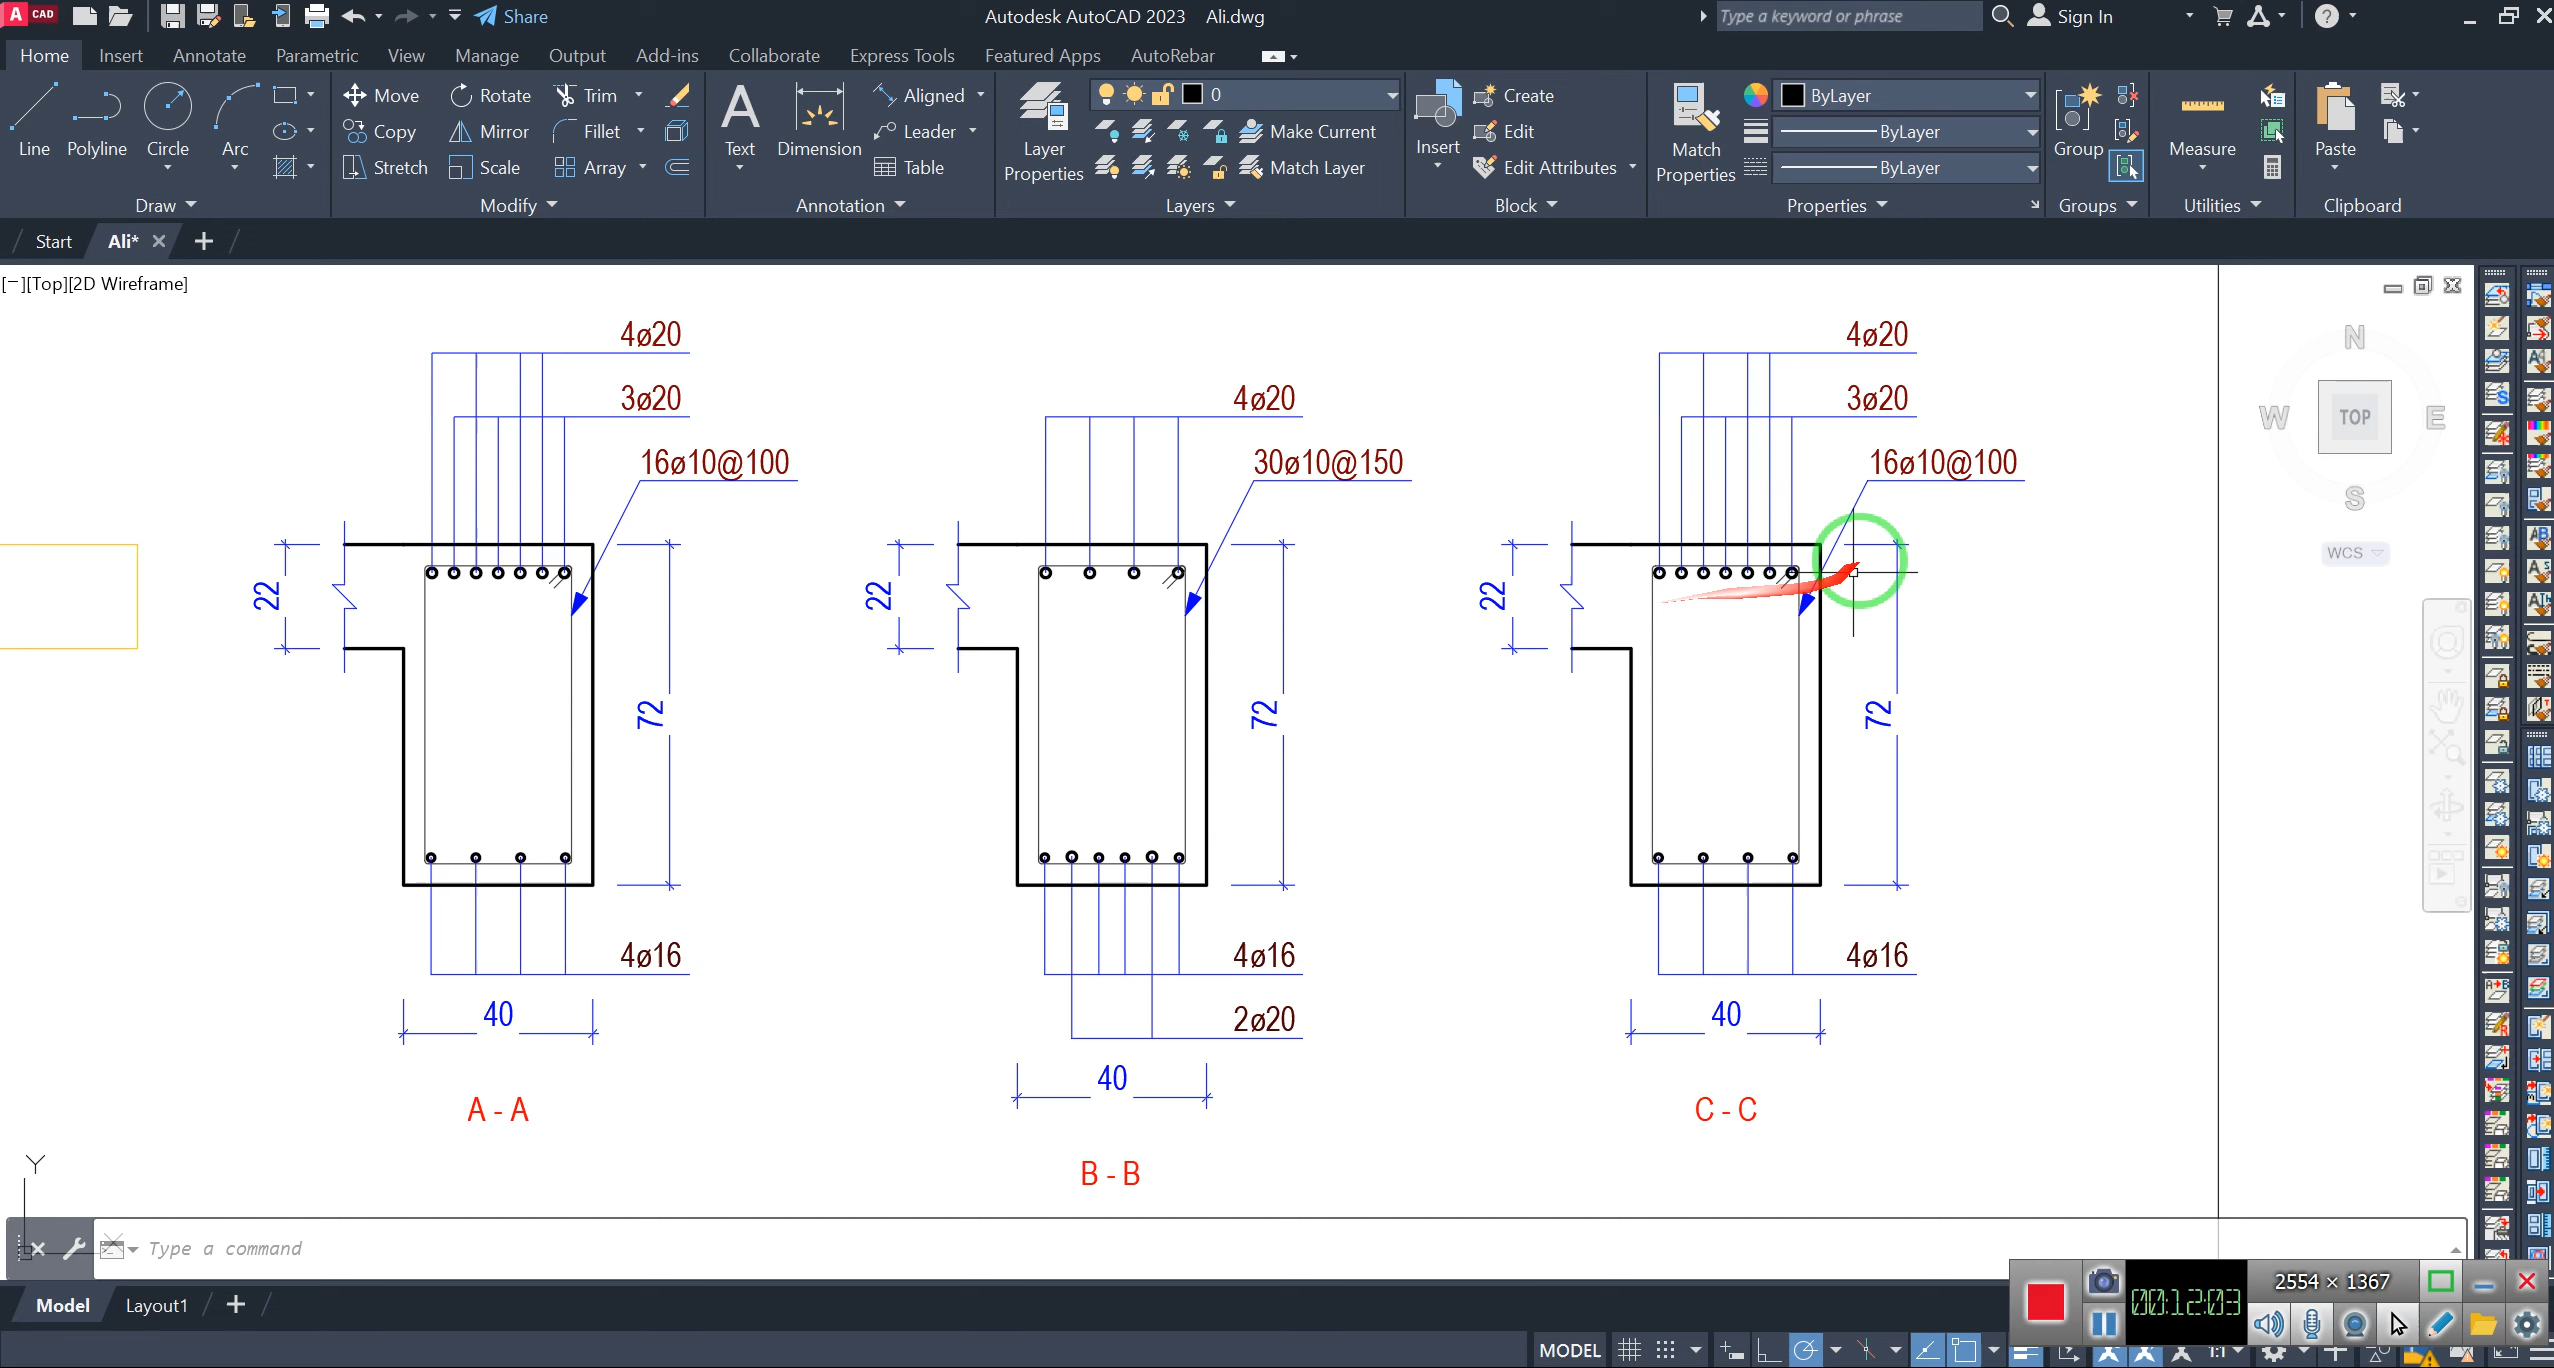 A CAD Share Autodesk AutoCAD 2023 Ali.dwg Type a keyword or phrase Sign In
Home Insert Annotate Parametric View Manage Output Add-ins Collaborate Express Tools Featured Apps AutoRebar
Line Polyline Circle Arc
Move Rotate Trim
Copy Mirror Fillet
Stretch Scale Array
Text Dimension
Aligned
Leader
Table
Layer Properties
0
Make Current
Match Layer
Insert
Create
Edit
Edit Attributes
Match Properties
ByLayer
ByLayer
ByLayer
Group Measure Paste
Draw Modify Annotation Layers Block Properties Groups Utilities Clipboard
Start Ali* +
[−][Top][2D Wireframe]
4ø20
3ø20
16ø10@100
22
72
4ø16
40
A - A
4ø20
30ø10@150
22
72
4ø16
2ø20
40
B - B
4ø20
3ø20
16ø10@100
22
72
4ø16
40
C - C
N
W TOP E
S
WCS
Y
Type a command
Model Layout1 +
00:12:03
2554 × 1367
MODEL
1:1